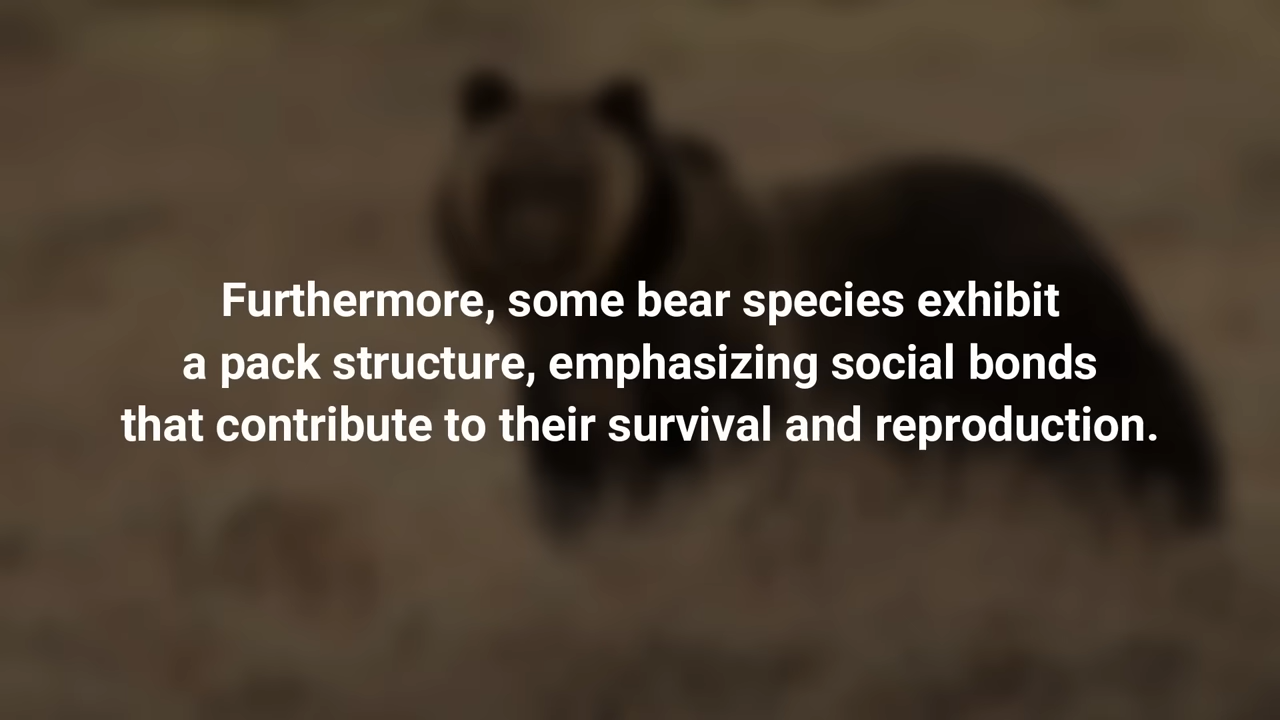 Furthermore, some bear species exhibit
a pack structure, emphasizing social bonds
that contribute to their survival and reproduction.